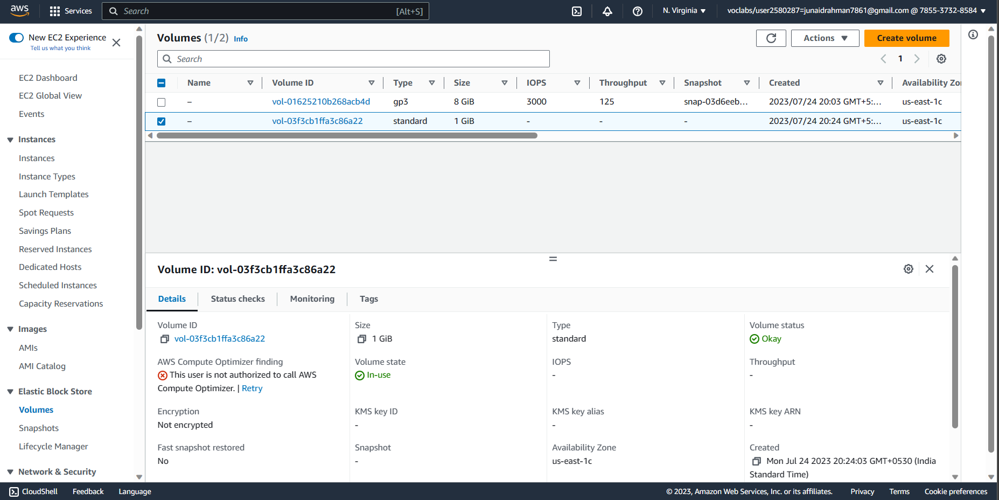 aws
Services
Search
[Alt+S]
N. Virginia
voclabs/user2580287=junaidrahman7861@gmail.com @ 7855-3732-8584
New EC2 Experience
Tell us what you think
EC2 Dashboard
EC2 Global View
Events
Instances
Instances
Instance Types
Launch Templates
Spot Requests
Savings Plans
Reserved Instances
Dedicated Hosts
Scheduled Instances
Capacity Reservations
Images
AMIs
AMI Catalog
Elastic Block Store
Volumes
Snapshots
Lifecycle Manager
Network & Security
Volumes (1/2) Info
Actions
Create volume
Search
1
Name Volume ID Type Size IOPS Throughput Snapshot Created Availability Zo
– vol-01625210b268acb4d gp3 8 GiB 3000 125 snap-03d6eeb... 2023/07/24 20:03 GMT+5:... us-east-1c
– vol-03f3cb1ffa3c86a22 standard 1 GiB - - - 2023/07/24 20:24 GMT+5:... us-east-1c
Volume ID: vol-03f3cb1ffa3c86a22
Details Status checks Monitoring Tags
Volume ID Size Type Volume status
vol-03f3cb1ffa3c86a22 1 GiB standard Okay
AWS Compute Optimizer finding Volume state IOPS Throughput
This user is not authorized to call AWS In-use - -
Compute Optimizer. | Retry
Encryption KMS key ID KMS key alias KMS key ARN
Not encrypted - - -
Fast snapshot restored Snapshot Availability Zone Created
No - us-east-1c Mon Jul 24 2023 20:24:03 GMT+0530 (India
Standard Time)
CloudShell Feedback Language
© 2023, Amazon Web Services, Inc. or its affiliates. Privacy Terms Cookie preferences